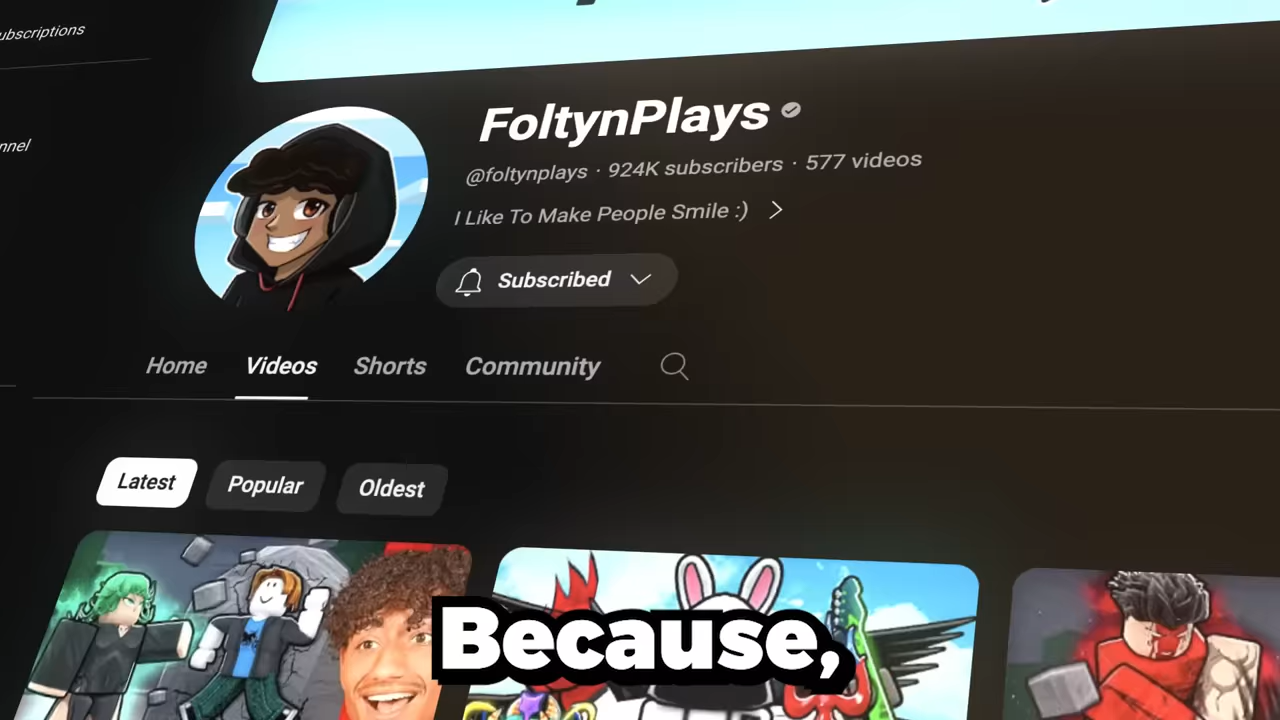 ubscriptions
nnel
FoltynPlays
@foltynplays · 924K subscribers · 577 videos
I Like To Make People Smile :)
Subscribed
Home Videos Shorts Community
Latest Popular Oldest
Because,